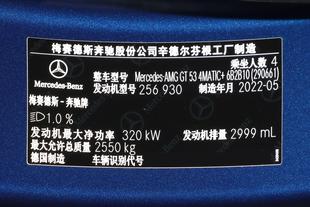 梅赛德斯奔驰股份公司辛德尔芬根工厂制造
乘坐人数 4
Mercedes-Benz
整车型号 Mercedes-AMG GT 53 4MATIC+ 6B2B10 (290661)
发动机型号 256 930 制造年月 2022-05
梅赛德斯-奔驰牌
1.0 %
发动机最大净功率 320 kW 发动机排量 2999 mL
最大允许总质量 2550 kg
德国制造 车辆识别代号